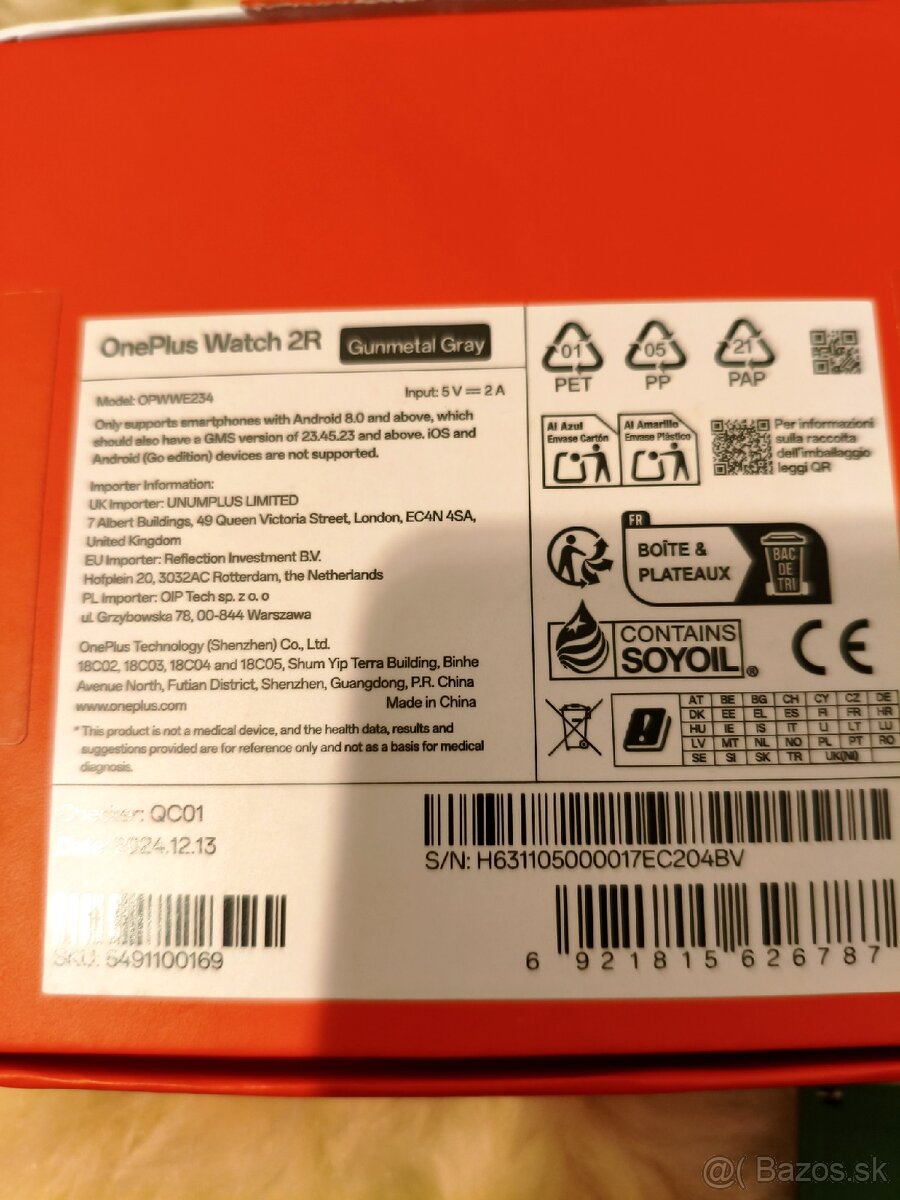 OnePlus Watch 2R
Gunmetal Gray
Model: OPWWE234
Input: 5 V ⎓ 2 A
Only supports smartphones with Android 8.0 and above, which
should also have a GMS version of 23.45.23 and above. iOS and
Android (Go edition) devices are not supported.
Importer Information:
UK Importer: UNUMPLUS LIMITED
7 Albert Buildings, 49 Queen Victoria Street, London, EC4N 4SA,
United Kingdom
EU Importer: Reflection Investment B.V.
Hofplein 20, 3032AC Rotterdam, the Netherlands
PL Importer: OIP Tech sp. z o. o
ul. Grzybowska 78, 00-844 Warszawa
OnePlus Technology (Shenzhen) Co., Ltd.
18C02, 18C03, 18C04 and 18C05, Shum Yip Terra Building, Binhe
Avenue North, Futian District, Shenzhen, Guangdong, P.R. China
www.oneplus.com
Made in China
* This product is not a medical device, and the health data, results and
suggestions provided are for reference only and not as a basis for medical
diagnosis.
01
PET
05
PP
21
PAP
Al Azul
Envase Cartón
Al Amarillo
Envase Plástico
Per informazioni
sulla raccolta
dell'imballaggio
leggi QR
FR
BOÎTE &
PLATEAUX
BAC
DE
TRI
CONTAINS
SOYOIL®
CE
AT BE BG CH CY CZ DE
DK EE EL ES FI FR HR
HU IE IS IT LI LT LU
LV MT NL NO PL PT RO
SE SI SK TR UK(NI)
Checker: QC01
Date: 2024.12.13
S/N: H631105000017EC204BV
SKU: 5491100169
6 921815 626787
@( Bazos.sk